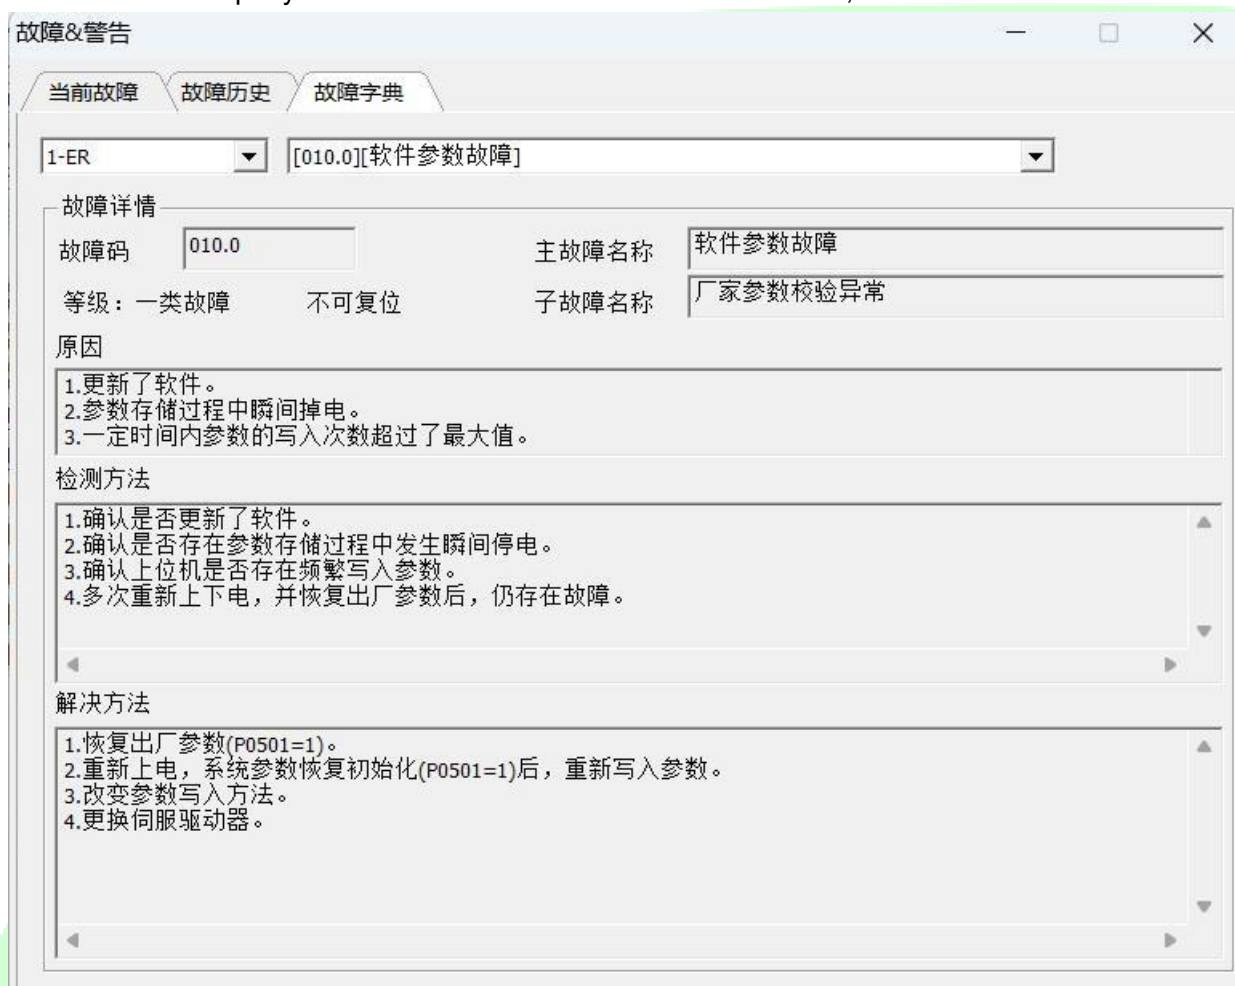 故障&警告
当前故障 故障历史 故障字典
1-ER [010.0][软件参数故障]
故障详情
故障码 010.0 主故障名称 软件参数故障
等级：一类故障 不可复位 子故障名称 厂家参数校验异常
原因
1.更新了软件。
2.参数存储过程中瞬间掉电。
3.一定时间内参数的写入次数超过了最大值。
检测方法
1.确认是否更新了软件。
2.确认是否存在参数存储过程中发生瞬间停电。
3.确认上位机是否存在频繁写入参数。
4.多次重新上下电，并恢复出厂参数后，仍存在故障。
解决方法
1.恢复出厂参数(P0501=1)。
2.重新上电，系统参数恢复初始化(P0501=1)后，重新写入参数。
3.改变参数写入方法。
4.更换伺服驱动器。